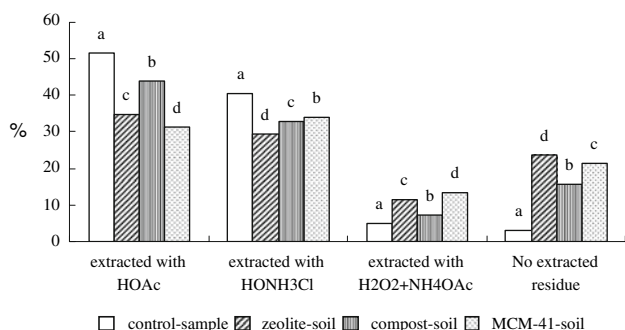 60
50
40
30
20
10
0
%
a
c
b
d
a
d
c
b
a
c
b
d
a
d
b
c
extracted with
HOAc
extracted with
HONH3Cl
extracted with
H2O2+NH4OAc
No extracted
residue
control-sample zeolite-soil compost-soil MCM-41-soil